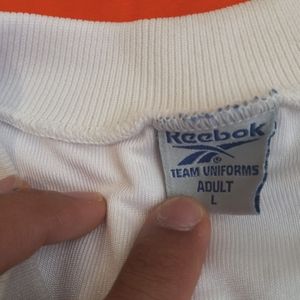 Reebok
TEAM UNIFORMS
ADULT
L